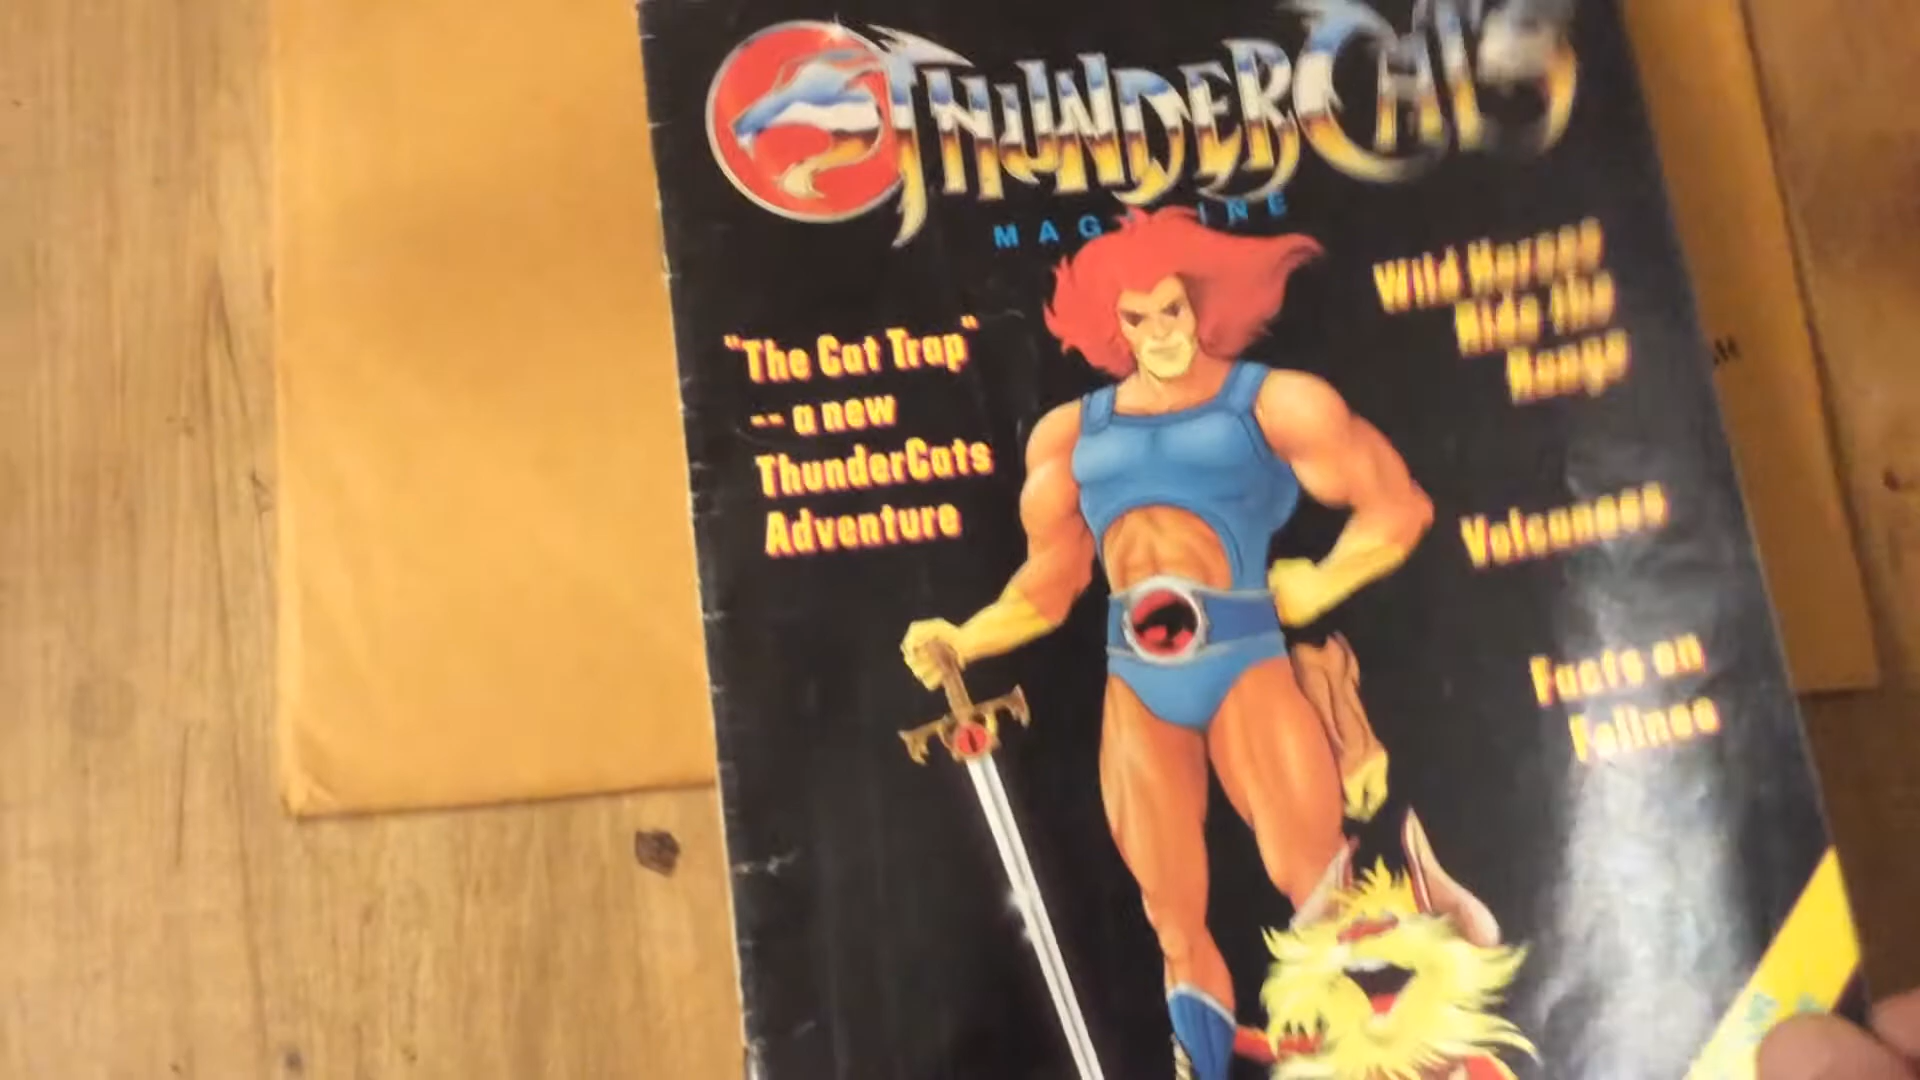 THUNDERCATS
MAGAZINE
"The Cat Trap"
-- a new
ThunderCats
Adventure
Wild Horses
Ride the
Range
Volcanoes
Facts on
Felines